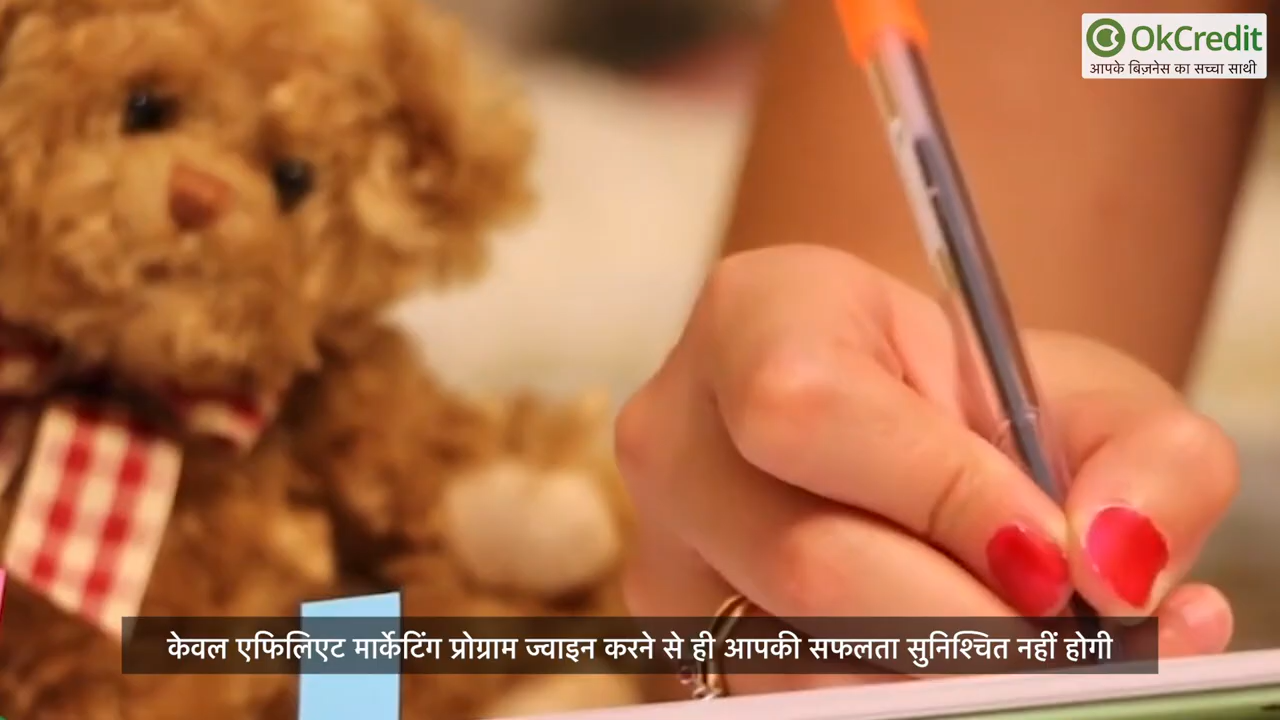 OkCredit
आपके बिज़नेस का सच्चा साथी
केवल एफिलिएट मार्केटिंग प्रोग्राम ज्वाइन करने से ही आपकी सफलता सुनिश्चित नहीं होगी